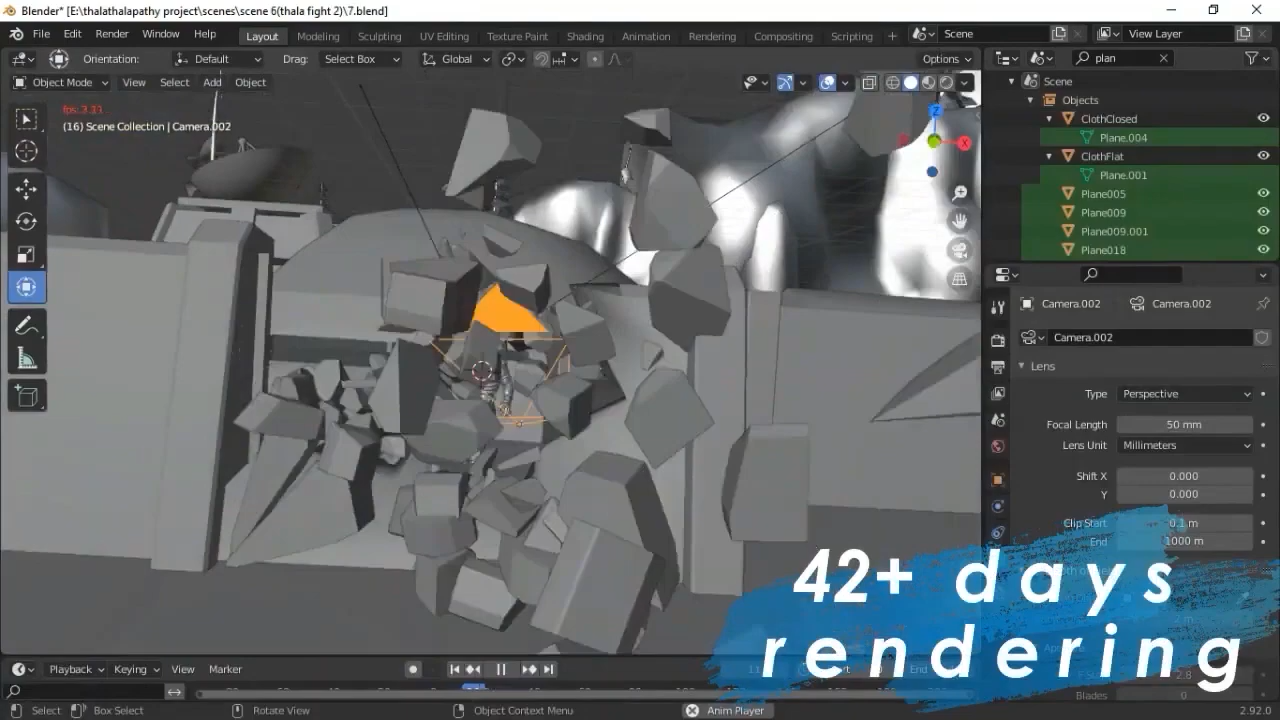 Blender* [E:\thalathalapathy project\scenes\scene 6(thala fight 2)\7.blend]
File Edit Render Window Help Layout Modeling Sculpting UV Editing Texture Paint Shading Animation Rendering Compositing Scripting + Scene View Layer
Orientation: Default Drag: Select Box Global Options plan
Object Mode View Select Add Object
fps: 3.33
(16) Scene Collection | Camera.002
Z
X
Scene
Objects
ClothClosed
Plane.004
ClothFlat
Plane.001
Plane005
Plane009
Plane009.001
Plane018
Camera.002 Camera.002
Camera.002
Lens
Type Perspective
Focal Length 50 mm
Lens Unit Millimeters
Shift X 0.000
Y 0.000
Clip Start 0.1 m
End 1000 m
42+ days
rendering
Playback Keying View Marker
End
2.8
Blades 0
Select Box Select Rotate View Object Context Menu Anim Player 2.92.0